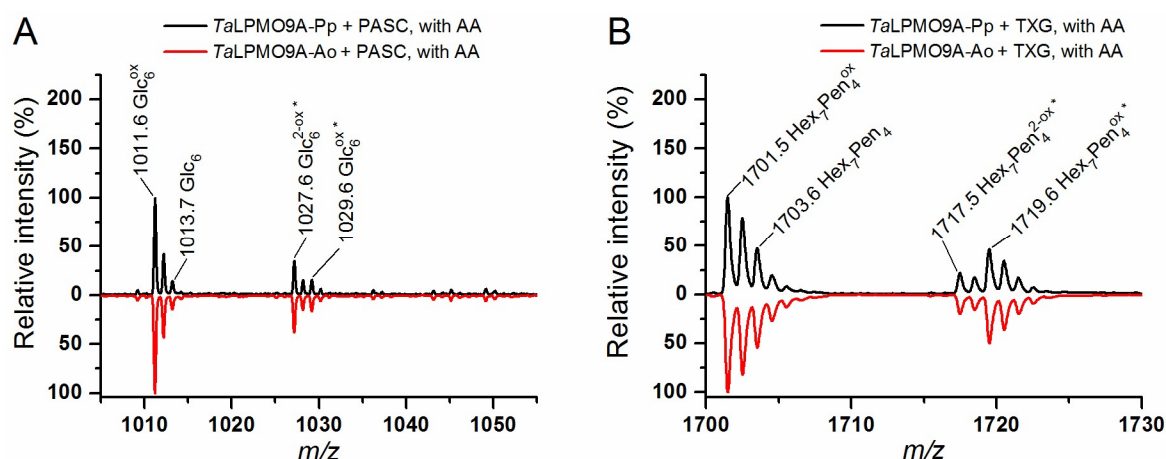 A
TaLPMO9A-Pp + PASC, with AA
TaLPMO9A-Ao + PASC, with AA
Relative intensity (%)
200
150
100
50
0
50
100
1011.6 Glc6ox
1013.7 Glc6
1027.6 Glc62-ox *
1029.6 Glc6ox *
1010
1020
1030
1040
1050
m/z
B
TaLPMO9A-Pp + TXG, with AA
TaLPMO9A-Ao + TXG, with AA
Relative intensity (%)
200
150
100
50
0
50
100
1701.5 Hex7Pen4ox
1703.6 Hex7Pen4
1717.5 Hex7Pen42-ox *
1719.6 Hex7Pen4ox *
1700
1710
1720
1730
m/z